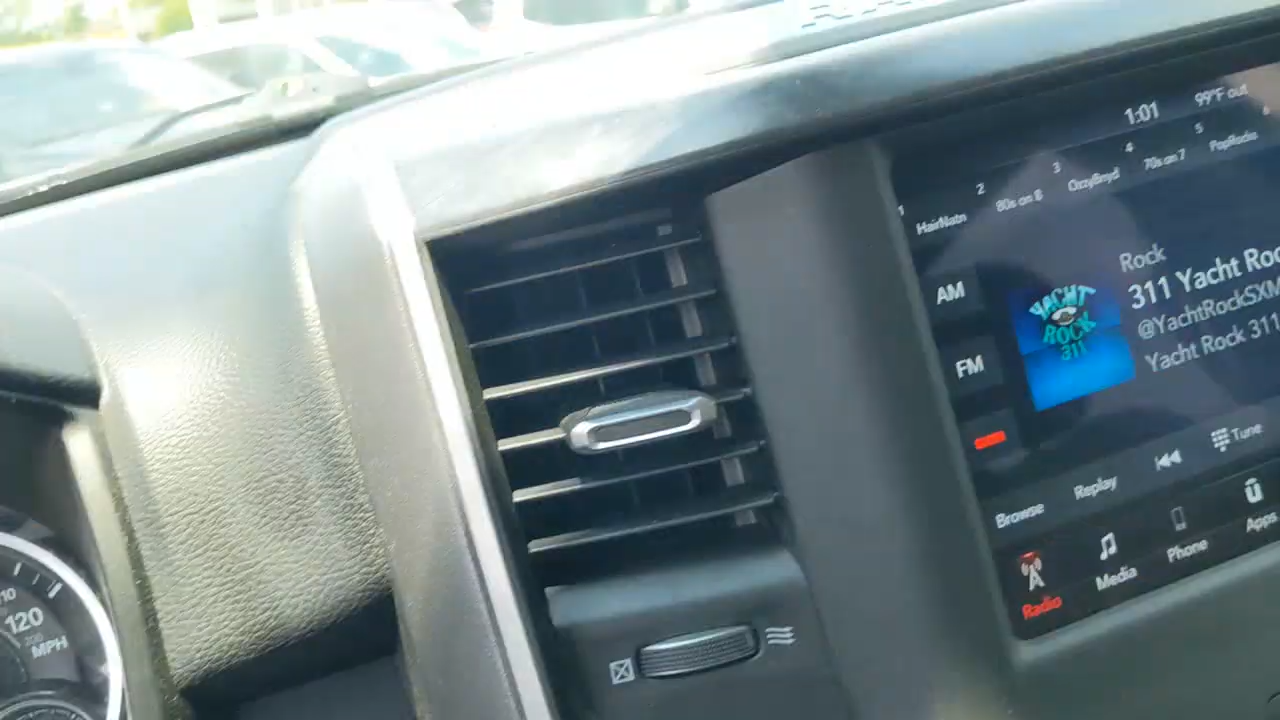 1:01 99°F out
1 2 3 4 5
HairNatn 80s on 8 OzzyBnyd 70s on 7 PopRocks
AM
FM
Rock
311 Yacht Roc
@YachtRockSXM
Yacht Rock 311
YACHT
ROCK
311
Tune
Browse Replay
Radio Media Phone Apps
120
MPH